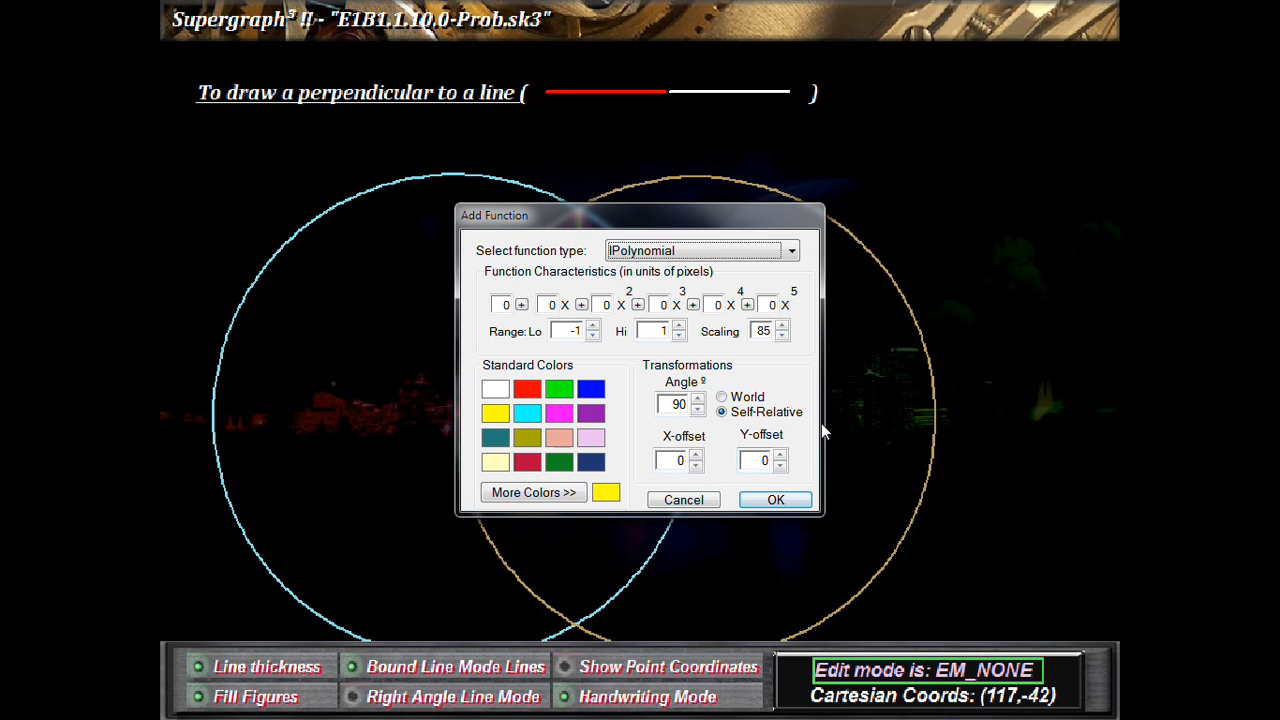 Supergraph³ !! - "E1B1.1.10.0-Prob.sk3"
To draw a perpendicular to a line ( )
Add Function
Select function type: lPolynomial
Function Characteristics (in units of pixels)
2 3 4 5
0 + 0 X + 0 X + 0 X + 0 X + 0 X
Range: Lo -1 Hi 1 Scaling 85
Standard Colors Transformations
Angle º
90 World
Self-Relative
X-offset Y-offset
0 0
More Colors >> Cancel OK
Line thickness Bound Line Mode Lines Show Point Coordinates Edit mode is: EM_NONE
Fill Figures Right Angle Line Mode Handwriting Mode Cartesian Coords: (117,-42)